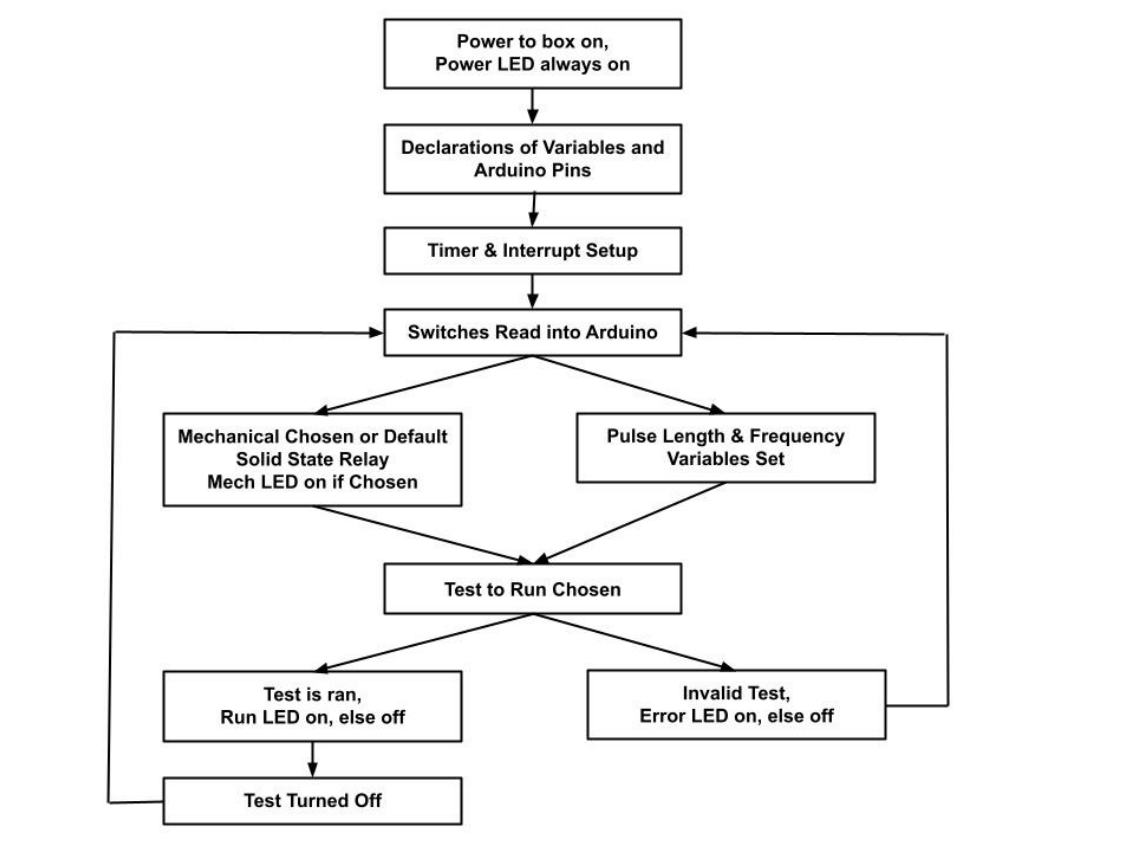 Power to box on,
Power LED always on
Declarations of Variables and
Arduino Pins
Timer & Interrupt Setup
Switches Read into Arduino
Mechanical Chosen or Default
Solid State Relay
Mech LED on if Chosen
Pulse Length & Frequency
Variables Set
Test to Run Chosen
Test is ran,
Run LED on, else off
Invalid Test,
Error LED on, else off
Test Turned Off